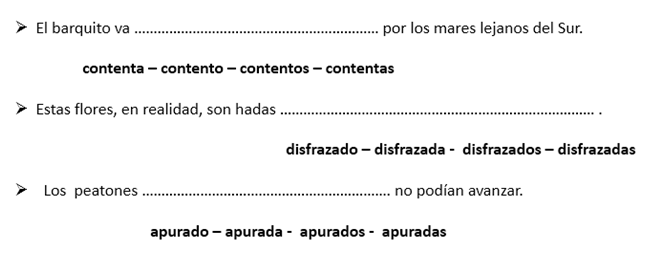 ➢ El barquito va ............................................................... por los mares lejanos del Sur.
contenta – contento – contentos – contentas
➢ Estas flores, en realidad, son hadas ................................................................................. .
disfrazado – disfrazada - disfrazados – disfrazadas
➢ Los peatones ................................................................ no podían avanzar.
apurado – apurada - apurados - apuradas